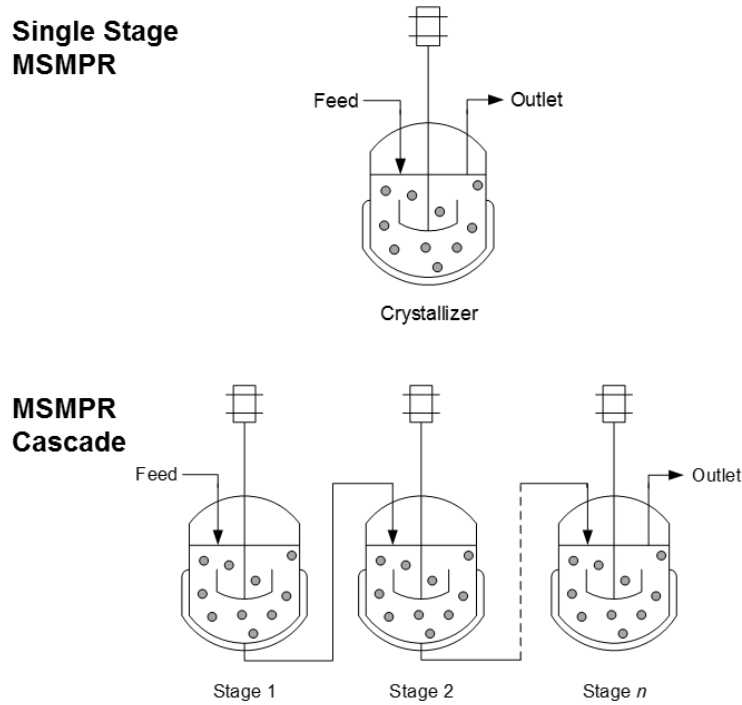 Single Stage
MSMPR
Feed
Outlet
Crystallizer
MSMPR
Cascade
Feed
Outlet
Stage 1
Stage 2
Stage n